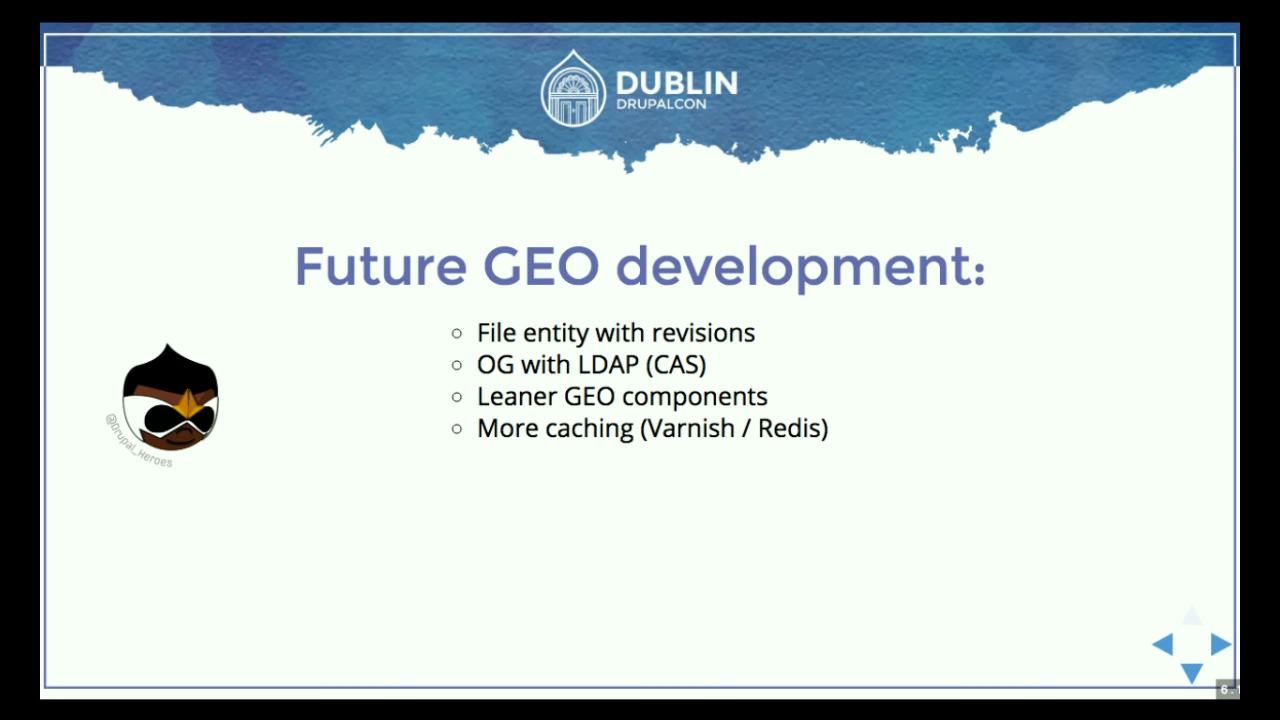 DUBLIN
DRUPALCON
Future GEO development:
File entity with revisions
OG with LDAP (CAS)
Leaner GEO components
More caching (Varnish / Redis)
@Drupal_Heroes